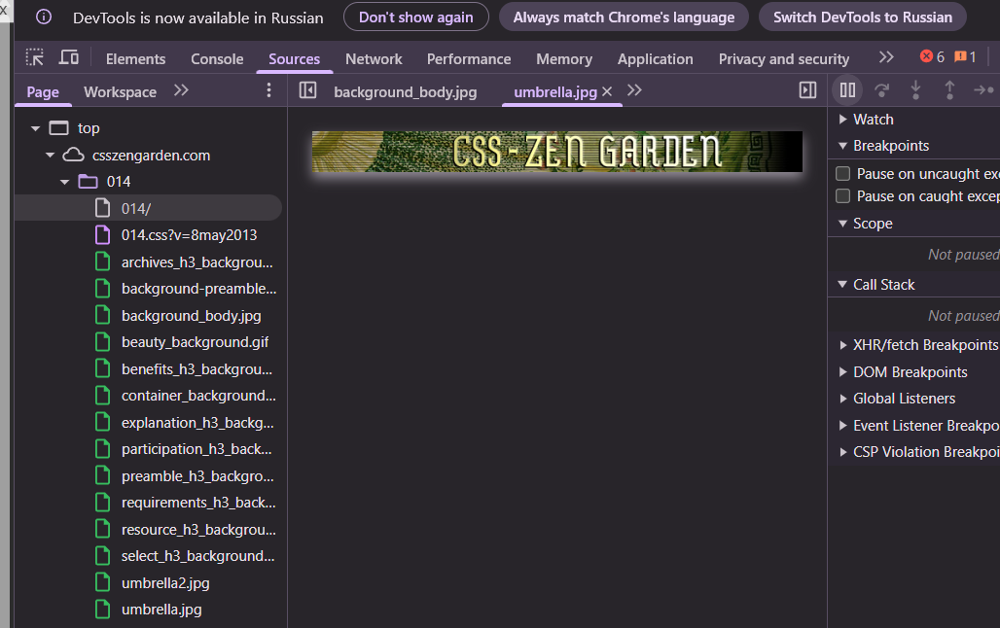 X
DevTools is now available in Russian Don't show again Always match Chrome's language Switch DevTools to Russian
Elements Console Sources Network Performance Memory Application Privacy and security 6 1
Page Workspace background_body.jpg umbrella.jpg
top
csszengarden.com
014
014/
014.css?v=8may2013
archives_h3_backgrou...
background-preamble...
background_body.jpg
beauty_background.gif
benefits_h3_backgrou...
container_background...
explanation_h3_backg...
participation_h3_back...
preamble_h3_backgro...
requirements_h3_back...
resource_h3_backgrou...
select_h3_background...
umbrella2.jpg
umbrella.jpg
CSS - ZEN GARDEN
Watch
Breakpoints
Pause on uncaught exc
Pause on caught excep
Scope
Not paused
Call Stack
Not paused
XHR/fetch Breakpoints
DOM Breakpoints
Global Listeners
Event Listener Breakpo
CSP Violation Breakpoi